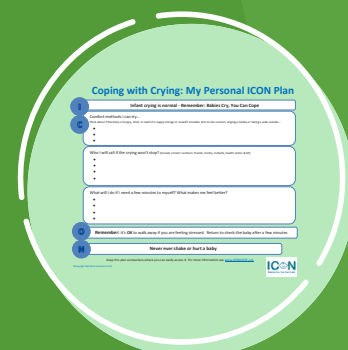 Coping with Crying: My Personal ICON Plan
I
Infant crying is normal - Remember: Babies Cry, You Can Cope
C
Comfort methods I can try...
Who I will call if the crying won't stop?
What will I do if I need a few minutes to myself? What makes me feel better?
O
Remember: It's OK to walk away if you are feeling stressed. Return to check the baby after a few minutes
N
Never ever shake or hurt a baby
ICON